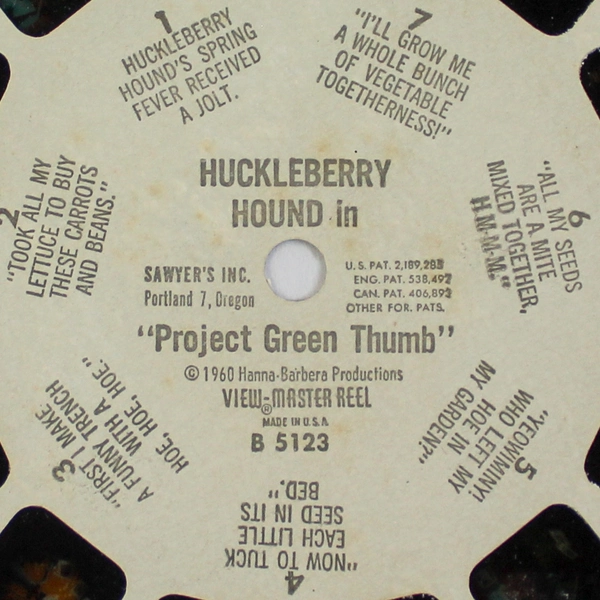 HUCKLEBERRY
HOUND in
SAWYER'S INC.
Portland 7, Oregon
U.S. PAT. 2,189,285
ENG. PAT. 538,497
CAN. PAT. 406,892
OTHER FOR. PATS.
"Project Green Thumb"
© 1960 Hanna-Barbera Productions
VIEW-MASTER REEL
®
MADE IN U.S.A.
B 5123
1
HUCKLEBERRY
HOUND'S SPRING
FEVER RECEIVED
A JOLT.
2
"TOOK ALL MY
LETTUCE TO BUY
THESE CARROTS
AND BEANS."
3
"FIRST I MAKE
A FUNNY TRENCH
WITH A
HOE, HOE, HOE."
4
"NOW TO TUCK
EACH LITTLE
SEED IN ITS
BED."
5
"YEOWIMINY!
WHO LEFT MY
HOE IN
MY GARDEN?"
6
"ALL MY SEEDS
ARE A MITE
MIXED TOGETHER,
H-M-M-M."
7
"I'LL GROW ME
A WHOLE BUNCH
OF VEGETABLE
TOGETHERNESS!"